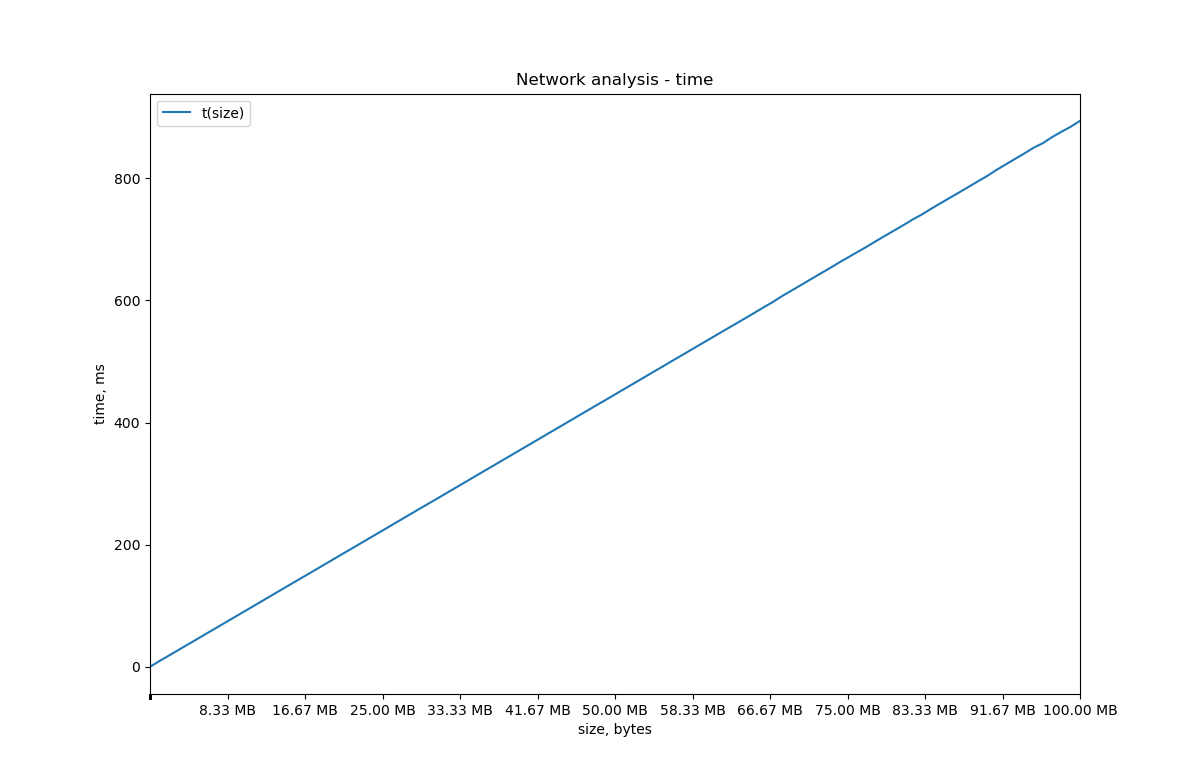 Network analysis - time
t(size)
time, ms
800
600
400
200
0
8.33 MB 16.67 MB 25.00 MB 33.33 MB 41.67 MB 50.00 MB 58.33 MB 66.67 MB 75.00 MB 83.33 MB 91.67 MB 100.00 MB
size, bytes